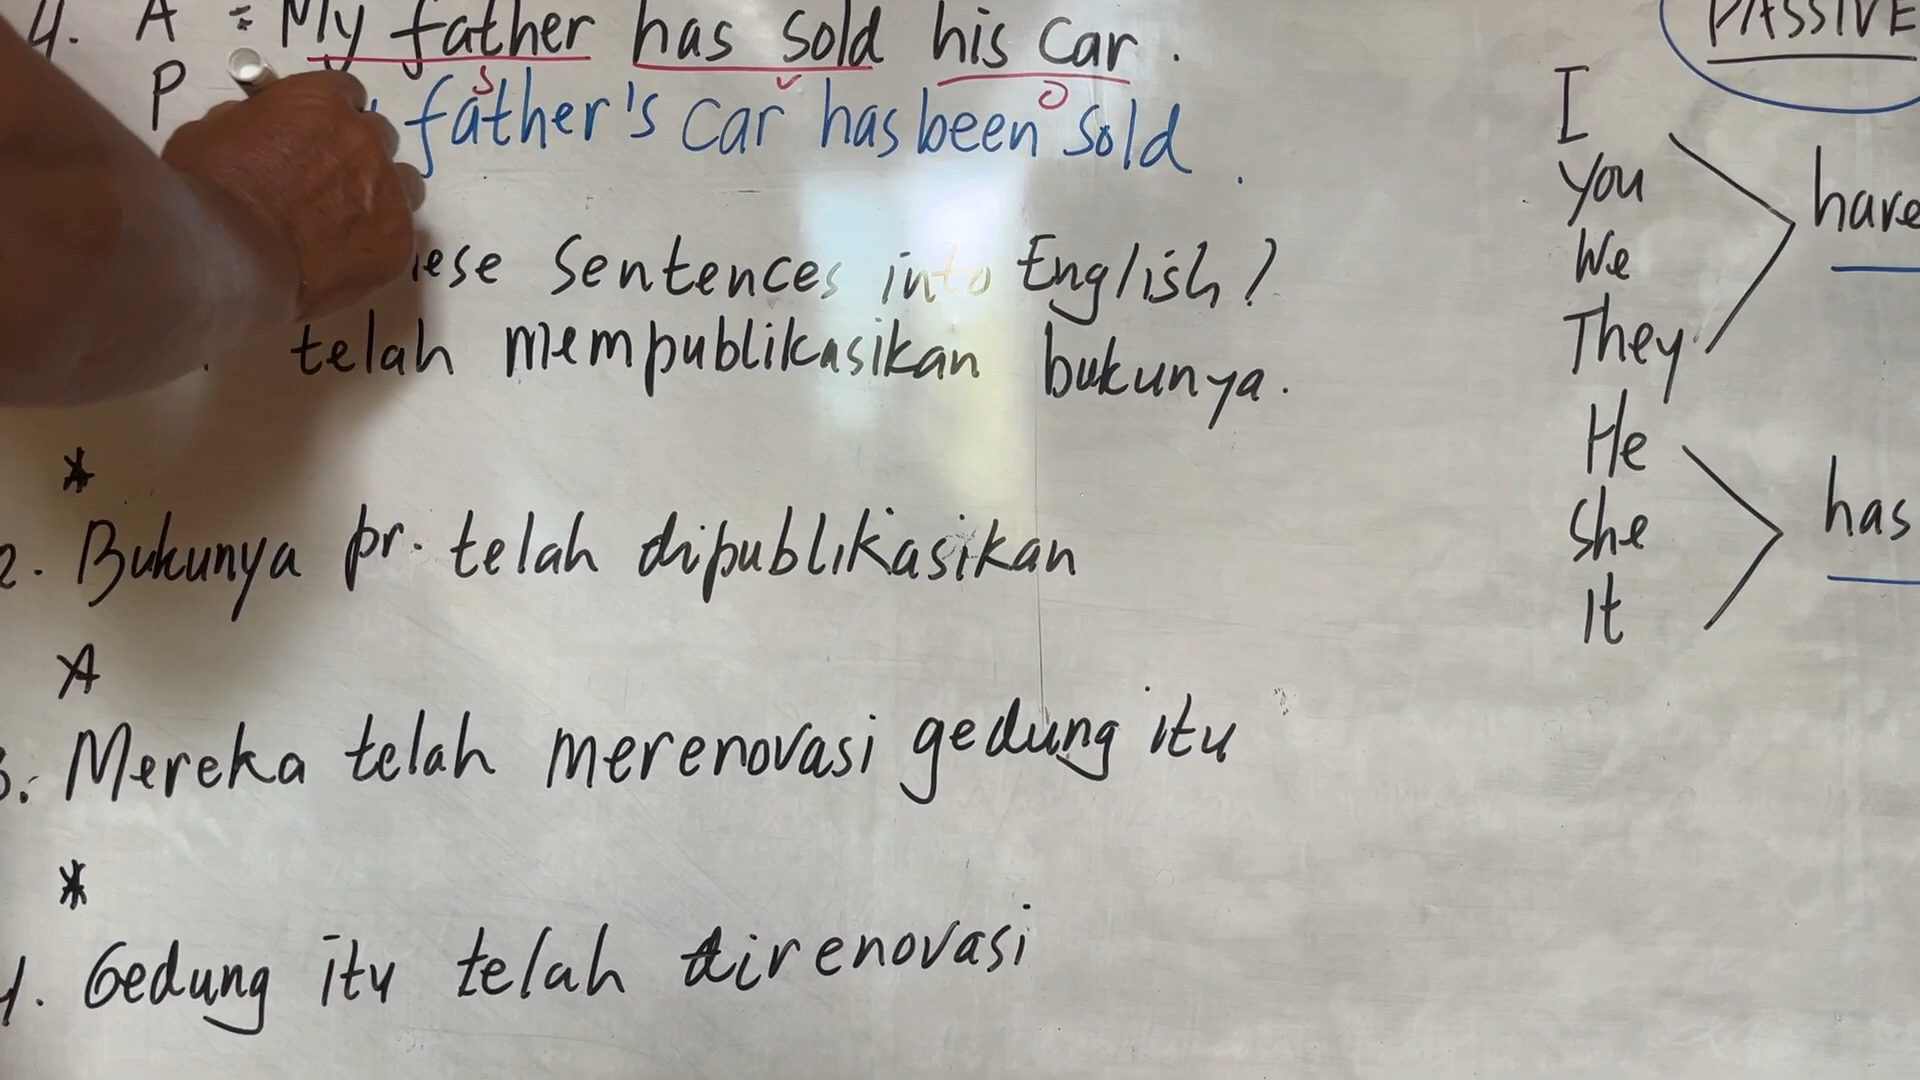 4. A = My father has sold his car.
S V O
P father's car has been sold.
sentences into English?
telah mempublikasikan bukunya.
*
2. Bukunya pr. telah dipublikasikan
*
3. Mereka telah merenovasi gedung itu
*
4. Gedung itu telah direnovasi
PASSIVE
I
You
We
They
have
He
She
It
has